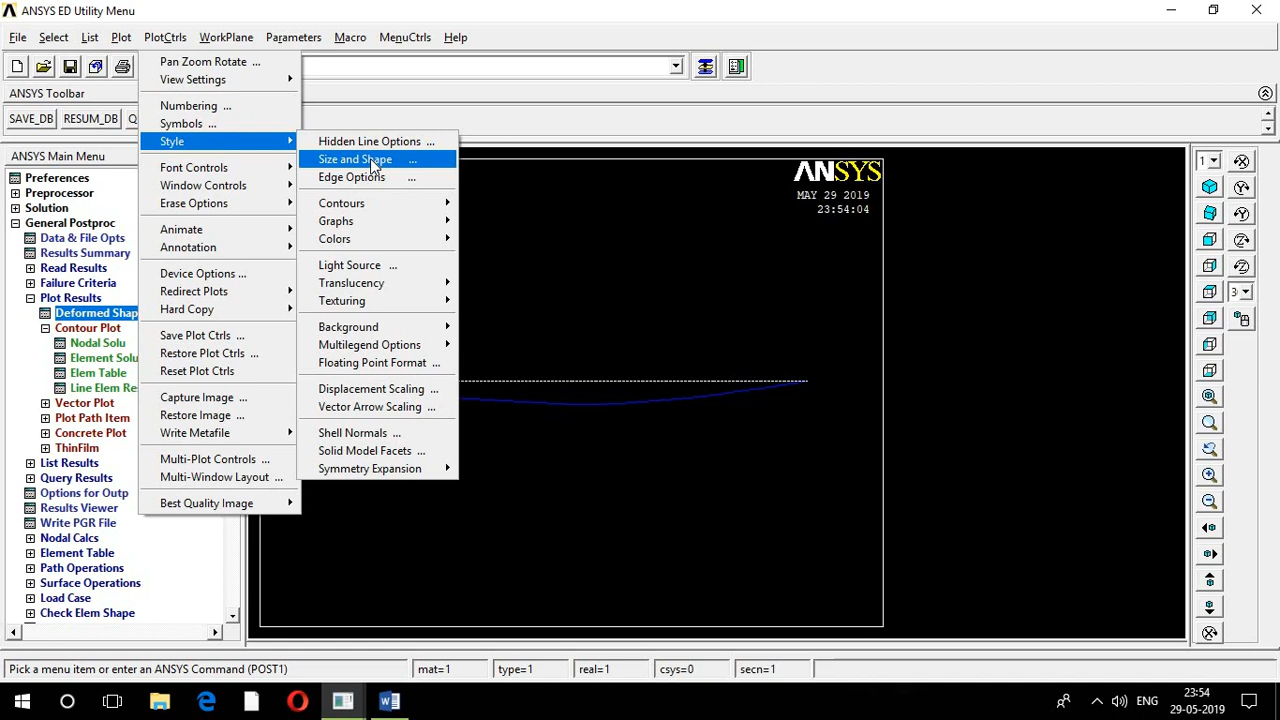 ANSYS ED Utility Menu
File Select List Plot PlotCtrls WorkPlane Parameters Macro MenuCtrls Help
ANSYS Toolbar
SAVE_DB RESUM_DB Q
ANSYS Main Menu
Preferences
Preprocessor
Solution
General Postproc
Data & File Opts
Results Summary
Read Results
Failure Criteria
Plot Results
Deformed Shap
Contour Plot
Nodal Solu
Element Solu
Elem Table
Line Elem Re
Vector Plot
Plot Path Item
Concrete Plot
ThinFilm
List Results
Query Results
Options for Outp
Results Viewer
Write PGR File
Nodal Calcs
Element Table
Path Operations
Surface Operations
Load Case
Check Elem Shape
Pan Zoom Rotate ...
View Settings
Numbering ...
Symbols ...
Style
Font Controls
Window Controls
Erase Options
Animate
Annotation
Device Options ...
Redirect Plots
Hard Copy
Save Plot Ctrls ...
Restore Plot Ctrls ...
Reset Plot Ctrls
Capture Image ...
Restore Image ...
Write Metafile
Multi-Plot Controls ...
Multi-Window Layout ...
Best Quality Image
Hidden Line Options ...
Size and Shape ...
Edge Options ...
Contours
Graphs
Colors
Light Source ...
Translucency
Texturing
Background
Multilegend Options
Floating Point Format ...
Displacement Scaling ...
Vector Arrow Scaling ...
Shell Normals ...
Solid Model Facets ...
Symmetry Expansion
ANSYS
MAY 29 2019
23:54:04
1
3
Pick a menu item or enter an ANSYS Command (POST1) mat=1 type=1 real=1 csys=0 secn=1
ENG
23:54
29-05-2019